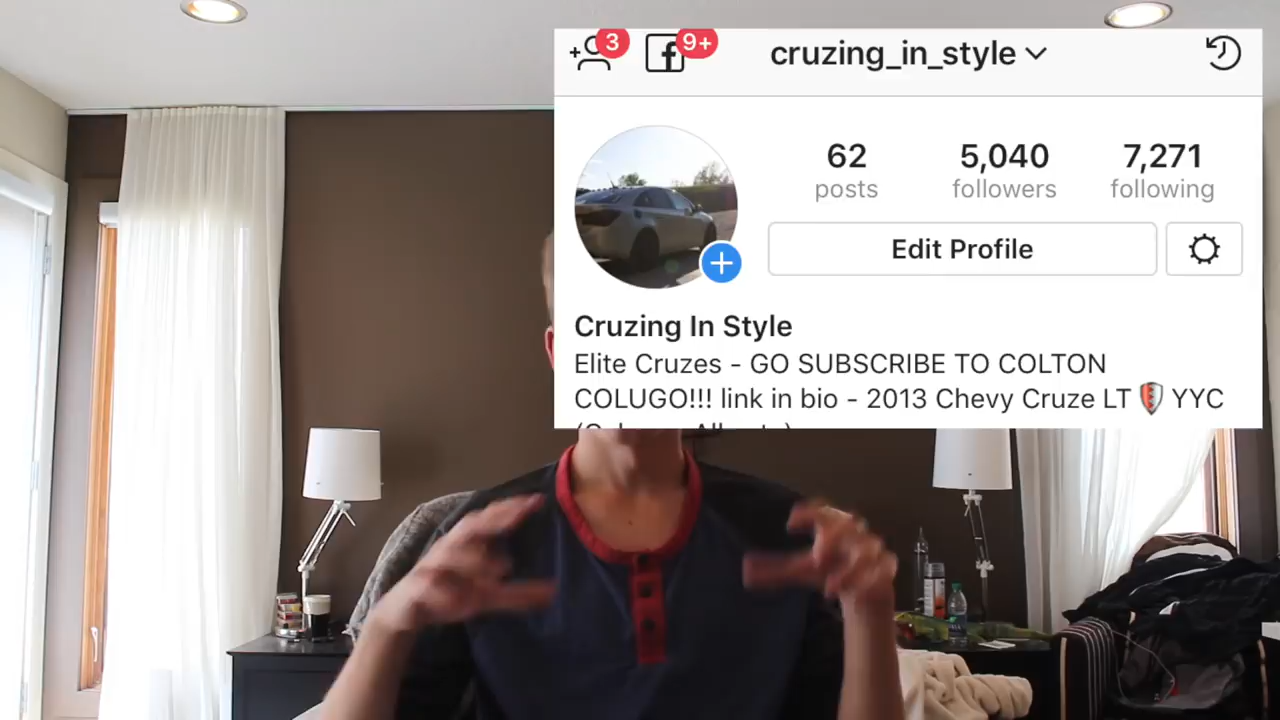 3 9+ cruzing_in_style
62 5,040 7,271
posts followers following
Edit Profile
Cruzing In Style
Elite Cruzes - GO SUBSCRIBE TO COLTON
COLUGO!!! link in bio - 2013 Chevy Cruze LT YYC